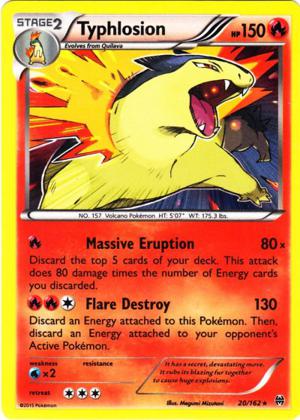 STAGE2 Typhlosion HP150
Evolves from Quilava
NO. 157 Volcano Pokémon HT: 5'07" WT: 175.3 lbs.
Massive Eruption 80×
Discard the top 5 cards of your deck. This attack
does 80 damage times the number of Energy cards
you discarded.
Flare Destroy 130
Discard an Energy attached to this Pokémon. Then,
discard an Energy attached to your opponent's
Active Pokémon.
weakness resistance
×2
It has a secret, devastating move.
It rubs its blazing fur together
to cause huge explosions.
retreat
©2015 Pokémon Illus. Megumi Mizutani 20/162